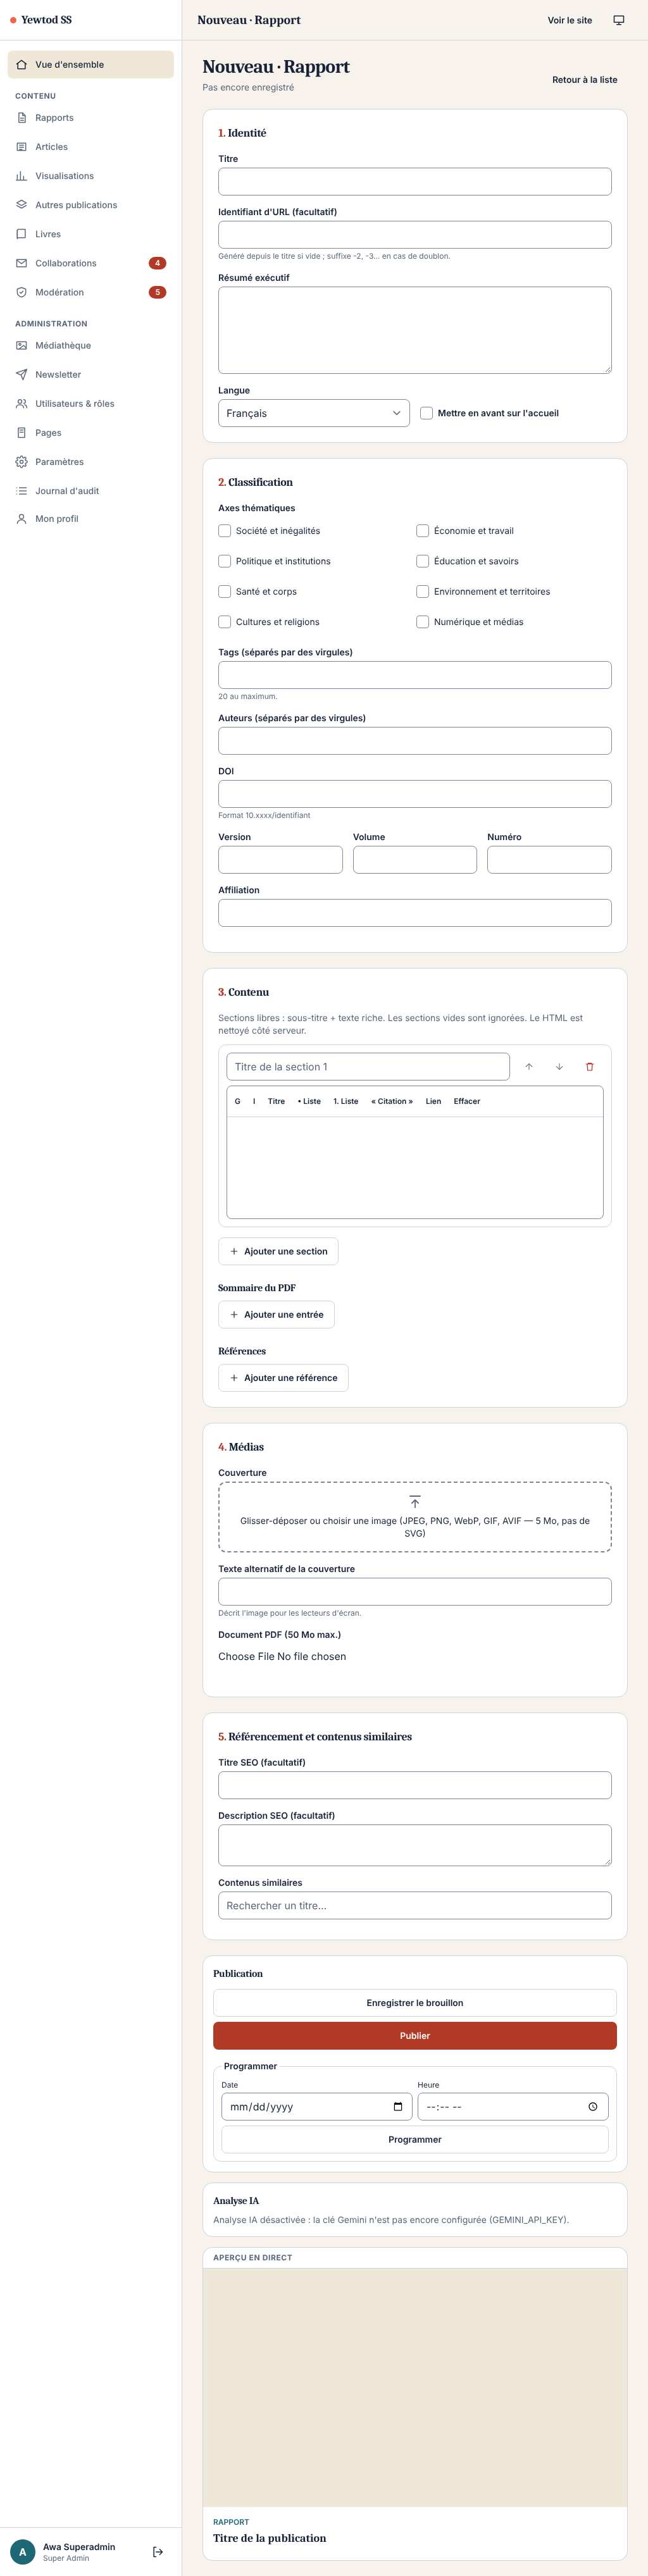 Yewtod SS
Nouveau · Rapport
Voir le site
Vue d'ensemble
CONTENU
Rapports
Articles
Visualisations
Autres publications
Livres
Collaborations 4
Modération 5
ADMINISTRATION
Médiathèque
Newsletter
Utilisateurs & rôles
Pages
Paramètres
Journal d'audit
Mon profil
Awa Superadmin
Super Admin
A
Nouveau · Rapport
Pas encore enregistré
Retour à la liste
1. Identité
Titre
Identifiant d'URL (facultatif)
Généré depuis le titre si vide ; suffixe -2, -3… en cas de doublon.
Résumé exécutif
Langue
Français
Mettre en avant sur l'accueil
2. Classification
Axes thématiques
Société et inégalités
Économie et travail
Politique et institutions
Éducation et savoirs
Santé et corps
Environnement et territoires
Cultures et religions
Numérique et médias
Tags (séparés par des virgules)
20 au maximum.
Auteurs (séparés par des virgules)
DOI
Format 10.xxxx/identifiant
Version
Volume
Numéro
Affiliation
3. Contenu
Sections libres : sous-titre + texte riche. Les sections vides sont ignorées. Le HTML est
nettoyé côté serveur.
Titre de la section 1
G I Titre • Liste 1. Liste « Citation » Lien Effacer
Ajouter une section
Sommaire du PDF
Ajouter une entrée
Références
Ajouter une référence
4. Médias
Couverture
Glisser-déposer ou choisir une image (JPEG, PNG, WebP, GIF, AVIF — 5 Mo, pas de
SVG)
Texte alternatif de la couverture
Décrit l'image pour les lecteurs d'écran.
Document PDF (50 Mo max.)
Choose File No file chosen
5. Référencement et contenus similaires
Titre SEO (facultatif)
Description SEO (facultatif)
Contenus similaires
Rechercher un titre…
Publication
Enregistrer le brouillon
Publier
Programmer
Date
Heure
mm/dd/yyyy
--:-- --
Programmer
Analyse IA
Analyse IA désactivée : la clé Gemini n'est pas encore configurée (GEMINI_API_KEY).
APERÇU EN DIRECT
RAPPORT
Titre de la publication